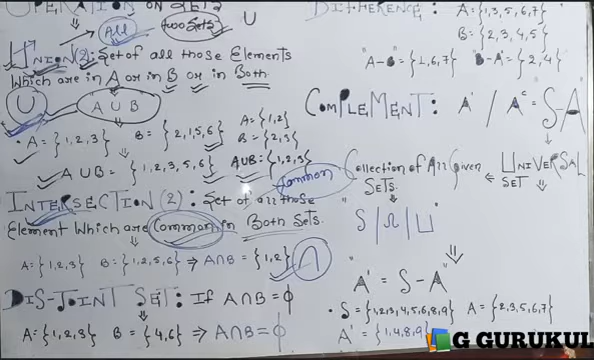 OPERATION ON SETS
All two Sets U
UNION (2): Set of all those Elements
Which are in A or in B or in Both
U "A U B"
A = {1,2,3} B = {2,1,5,6} A = {1,2}
B = {2,3}
A U B = {1,2,3,5,6} AUB = {1,2,3}
Common
INTERSECTION (2): Set of all those
Element Which are Common in Both Sets.
A = {1,2,3} B = {1,2,5,6} ⇒ A∩B = {1,2} ∩
DIS-JOINT SET: If A∩B = ϕ
A = {1,2,3} B = {4,6} ⇒ A∩B = ϕ
DIFFERENCE: A = {1,3,5,6,7}
B = {2,3,4,5}
"A-B" = {1,6,7} "B-A" = {2,4}
COMPLEMENT: A' / Aᶜ = S-A
Collection of All Given ⇐ UNIVERSAL
SETS. SET
S / Ω / U
"A' = S - A"
S = {1,2,3,4,5,6,8,9} A = {2,3,5,6,7}
A' = {1,4,8,9}
G GURUKUL